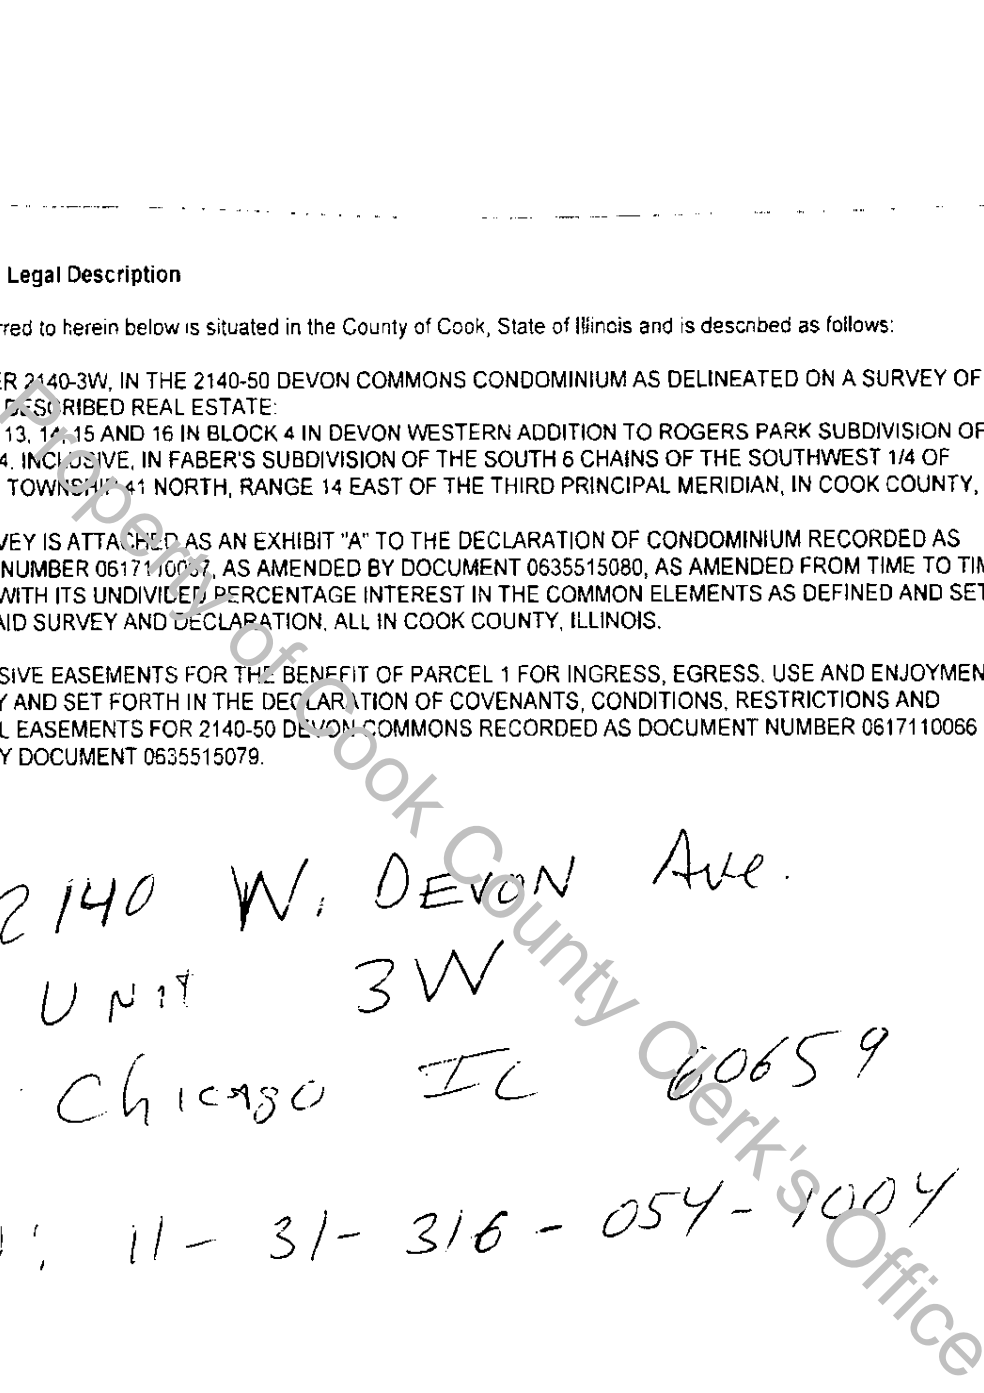 Legal Description
rred to herein below is situated in the County of Cook, State of Illinois and is described as follows:
ER 2140-3W, IN THE 2140-50 DEVON COMMONS CONDOMINIUM AS DELINEATED ON A SURVEY OF
DESCRIBED REAL ESTATE:
13, 14, 15 AND 16 IN BLOCK 4 IN DEVON WESTERN ADDITION TO ROGERS PARK SUBDIVISION OF
4, INCLUSIVE, IN FABER'S SUBDIVISION OF THE SOUTH 6 CHAINS OF THE SOUTHWEST 1/4 OF
TOWNSHIP 41 NORTH, RANGE 14 EAST OF THE THIRD PRINCIPAL MERIDIAN, IN COOK COUNTY,
VEY IS ATTACHED AS AN EXHIBIT "A" TO THE DECLARATION OF CONDOMINIUM RECORDED AS
NUMBER 0617110067, AS AMENDED BY DOCUMENT 0635515080, AS AMENDED FROM TIME TO TIM
WITH ITS UNDIVIDED PERCENTAGE INTEREST IN THE COMMON ELEMENTS AS DEFINED AND SET
AID SURVEY AND DECLARATION, ALL IN COOK COUNTY, ILLINOIS.
SIVE EASEMENTS FOR THE BENEFIT OF PARCEL 1 FOR INGRESS, EGRESS, USE AND ENJOYMEN
Y AND SET FORTH IN THE DECLARATION OF COVENANTS, CONDITIONS, RESTRICTIONS AND
L EASEMENTS FOR 2140-50 DEVON COMMONS RECORDED AS DOCUMENT NUMBER 0617110066
Y DOCUMENT 0635515079.
2140 W. DEVON Ave.
UNIT 3W
Chicago IL 60659
: 11-31-316-054-1004
Property of Cook County Clerk's Office